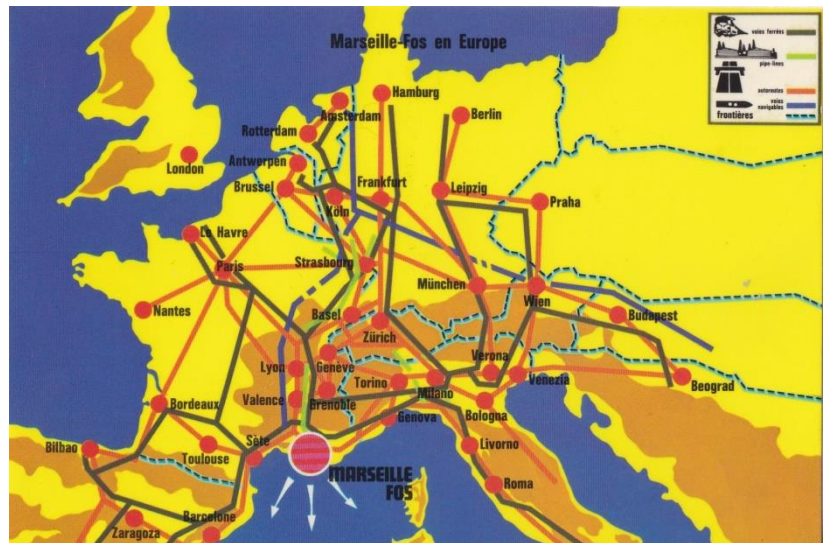 Marseille-Fos en Europe
voies ferrées
pipe-lines
autoroutes
voies
navigables
frontières
Hamburg
Amsterdam
Berlin
Rotterdam
London
Antwerpen
Brussel
Frankfurt
Leipzig
Köln
Praha
Le Havre
Paris
Strasbourg
München
Wien
Nantes
Basel
Zürich
Budapest
Lyon
Genève
Verona
Torino
Milano
Venezia
Beograd
Valence
Grenoble
Bordeaux
Genova
Bologna
Bilbao
Toulouse
Sète
Livorno
MARSEILLE
FOS
Roma
Barcelone
Zaragoza